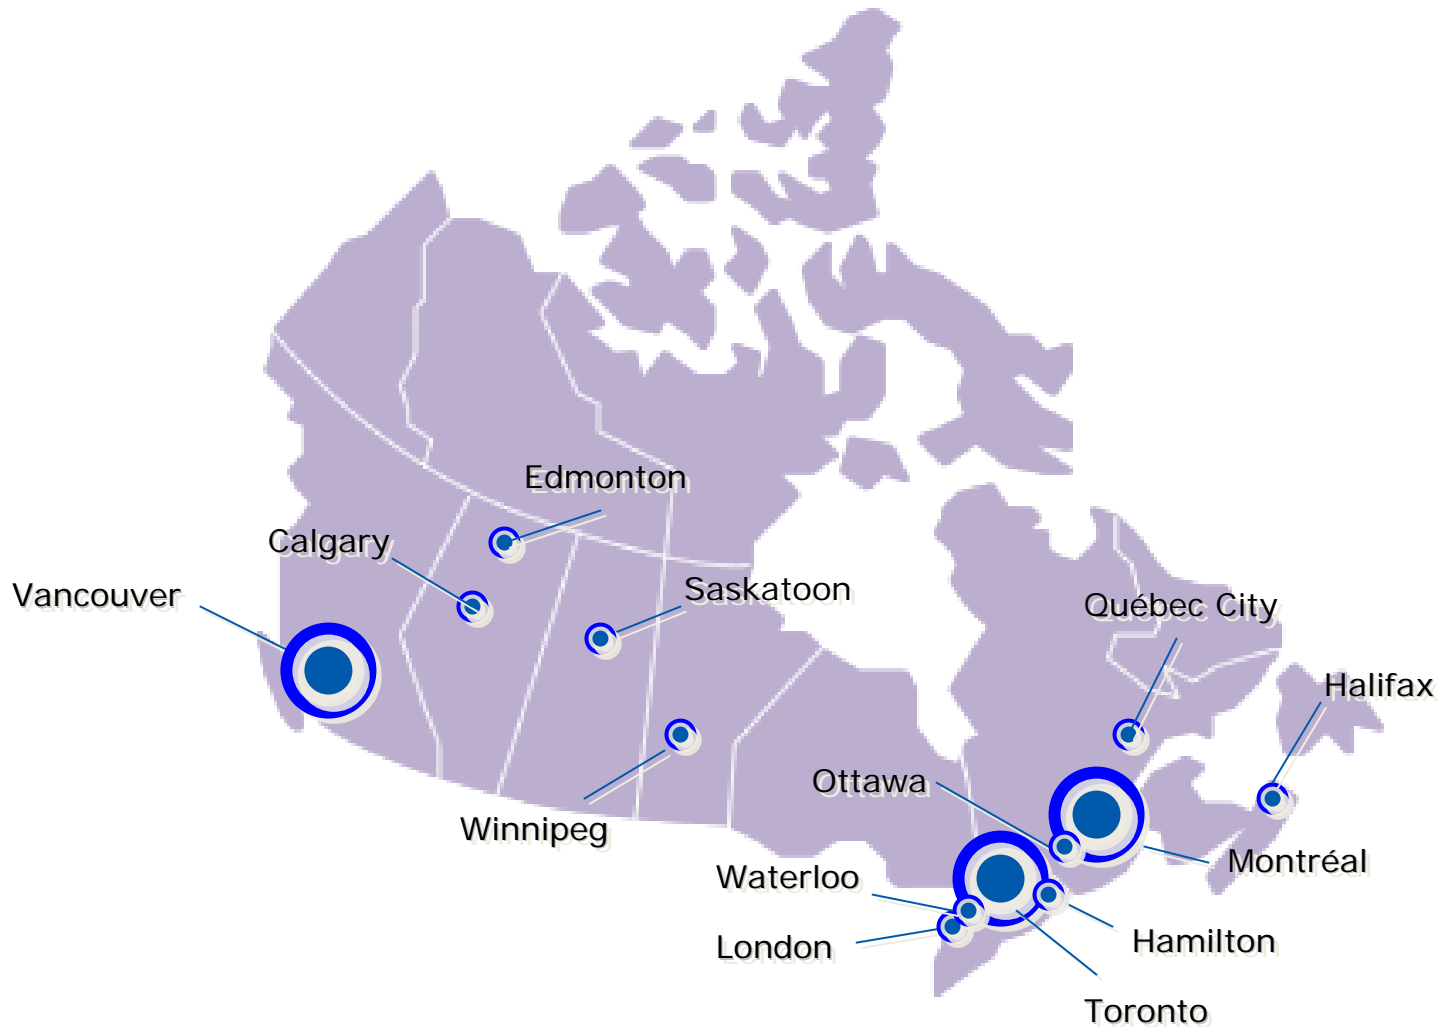 Edmonton
Calgary
Saskatoon
Vancouver
Québec City
Halifax
Ottawa
Winnipeg
Montréal
Waterloo
Hamilton
London
Toronto